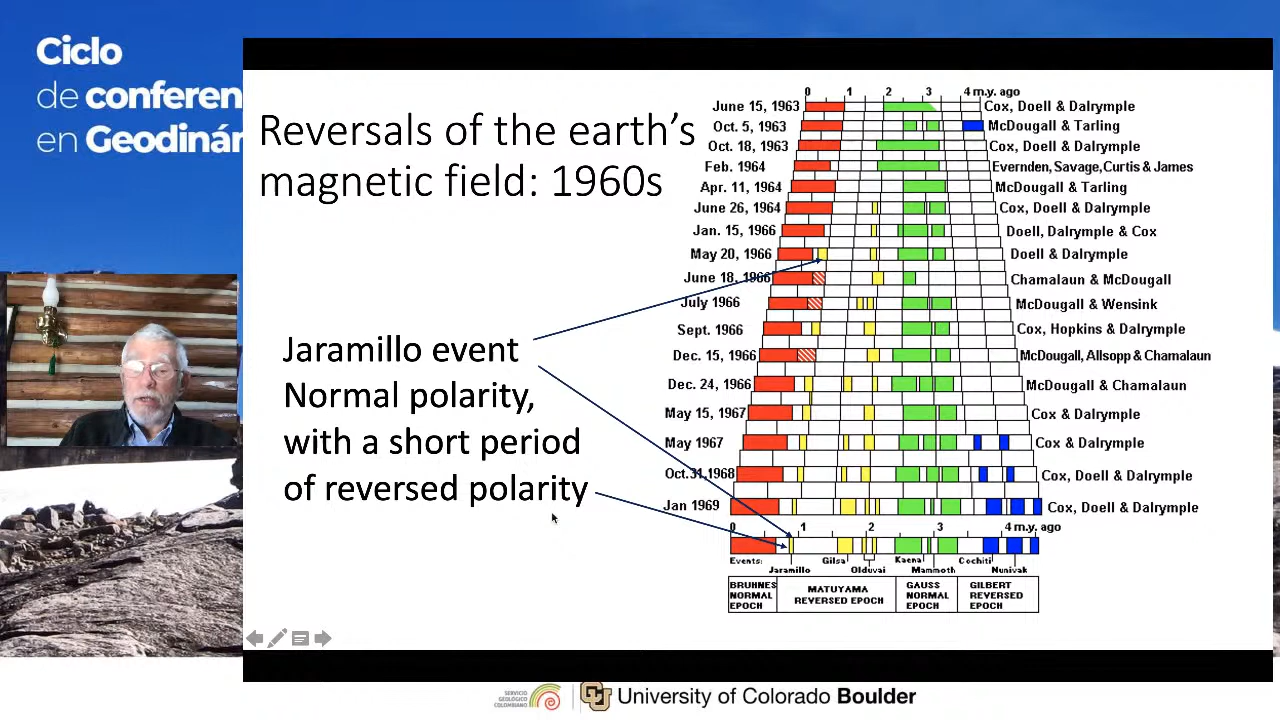 Ciclo
de conferen
en Geodinár
Reversals of the earth's
magnetic field: 1960s
Jaramillo event
Normal polarity,
with a short period
of reversed polarity
0 1 2 3 4 m.y. ago
June 15, 1963 Cox, Doell & Dalrymple
Oct. 5, 1963 McDougall & Tarling
Oct. 18, 1963 Cox, Doell & Dalrymple
Feb. 1964 Evernden, Savage, Curtis & James
Apr. 11, 1964 McDougall & Tarling
June 26, 1964 Cox, Doell & Dalrymple
Jan. 15, 1966 Doell, Dalrymple & Cox
May 20, 1966 Doell & Dalrymple
June 18, 1966 Chamalaun & McDougall
July 1966 McDougall & Wensink
Sept. 1966 Cox, Hopkins & Dalrymple
Dec. 15, 1966 McDougall, Allsopp & Chamalaun
Dec. 24, 1966 McDougall & Chamalaun
May 15, 1967 Cox & Dalrymple
May 1967 Cox & Dalrymple
Oct. 31, 1968 Cox, Doell & Dalrymple
Jan 1969 Cox, Doell & Dalrymple
0 1 2 3 4 m.y. ago
Events: Gilsa Kaena Cochiti
Jaramillo Olduvai Mammoth Nunivak
BRUHNES NORMAL EPOCH
MATUYAMA REVERSED EPOCH
GAUSS NORMAL EPOCH
GILBERT REVERSED EPOCH
SERVICIO
GEOLÓGICO
COLOMBIANO
CU
University of Colorado Boulder